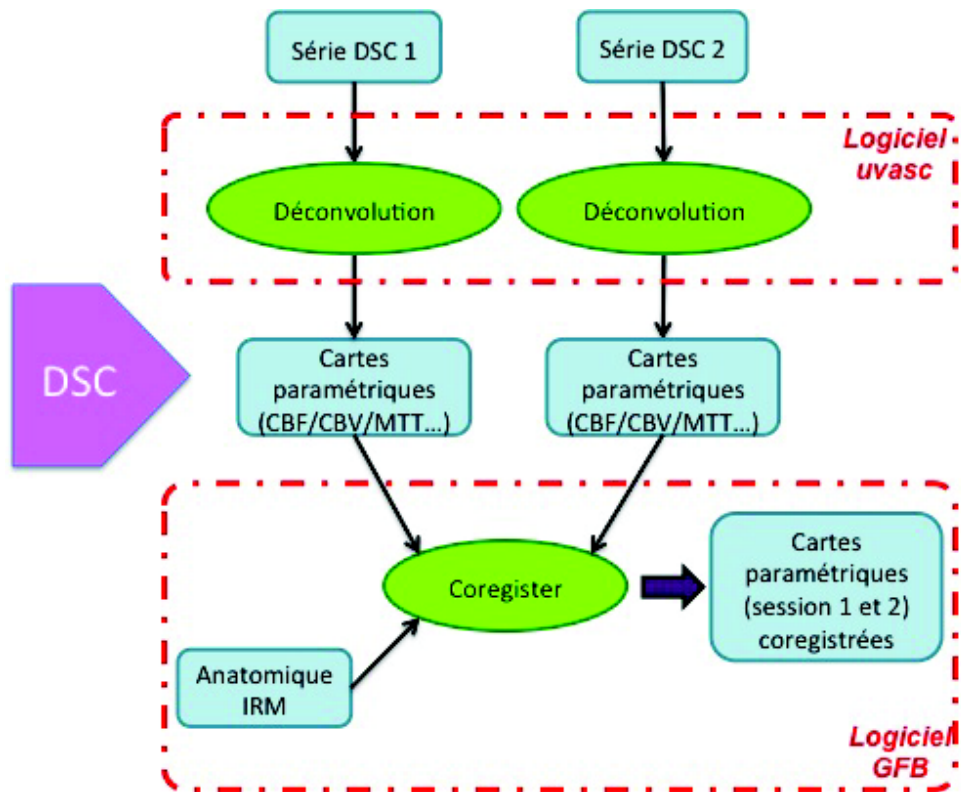 Série DSC 1
Série DSC 2
Logiciel
uvasc
Déconvolution
Déconvolution
DSC
Cartes
paramétriques
(CBF/CBV/MTT...)
Cartes
paramétriques
(CBF/CBV/MTT...)
Coregister
Cartes
paramétriques
(session 1 et 2)
coregistrées
Anatomique
IRM
Logiciel
GFB